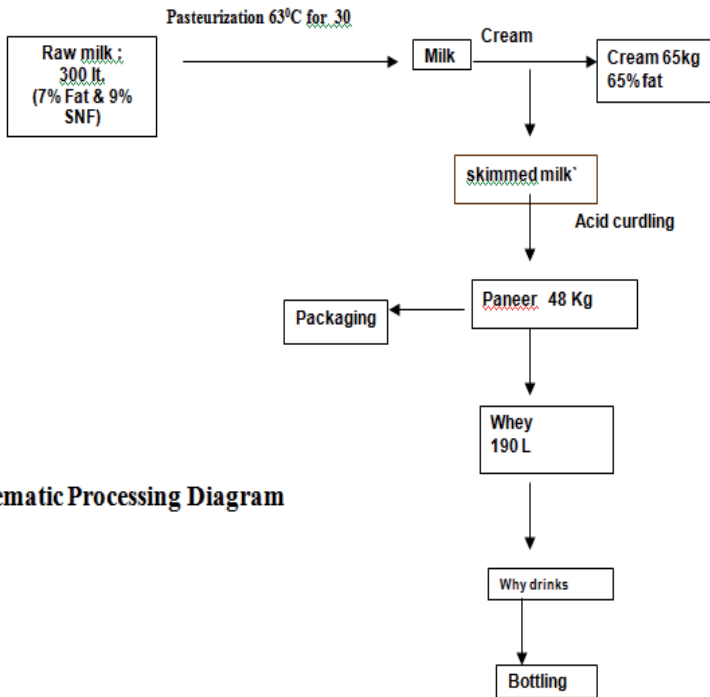 Pasteurization 63⁰C for 30
Raw milk ;
300 lt.
(7% Fat & 9%
SNF)
Milk
Cream
Cream 65kg
65% fat
skimmed milk`
Acid curdling
Paneer 48 Kg
Packaging
Whey
190 L
ematic Processing Diagram
Why drinks
Bottling